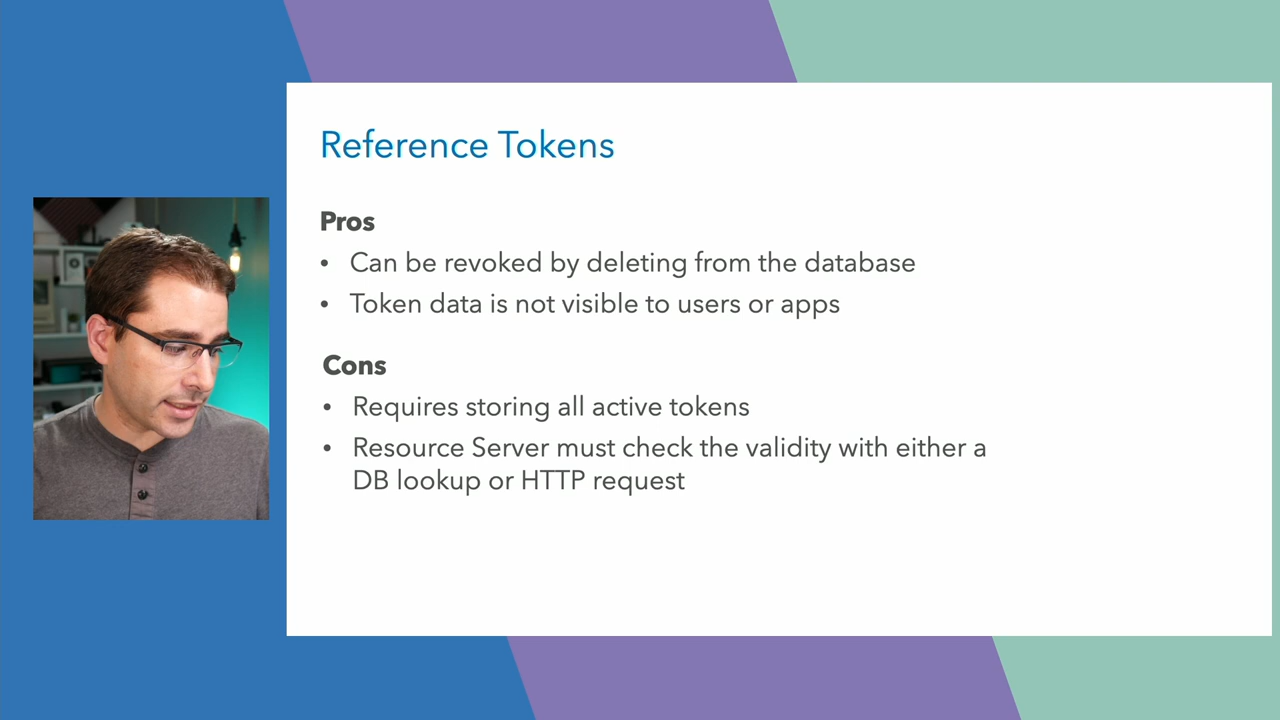 Reference Tokens
Pros
• Can be revoked by deleting from the database
• Token data is not visible to users or apps
Cons
• Requires storing all active tokens
• Resource Server must check the validity with either a
DB lookup or HTTP request